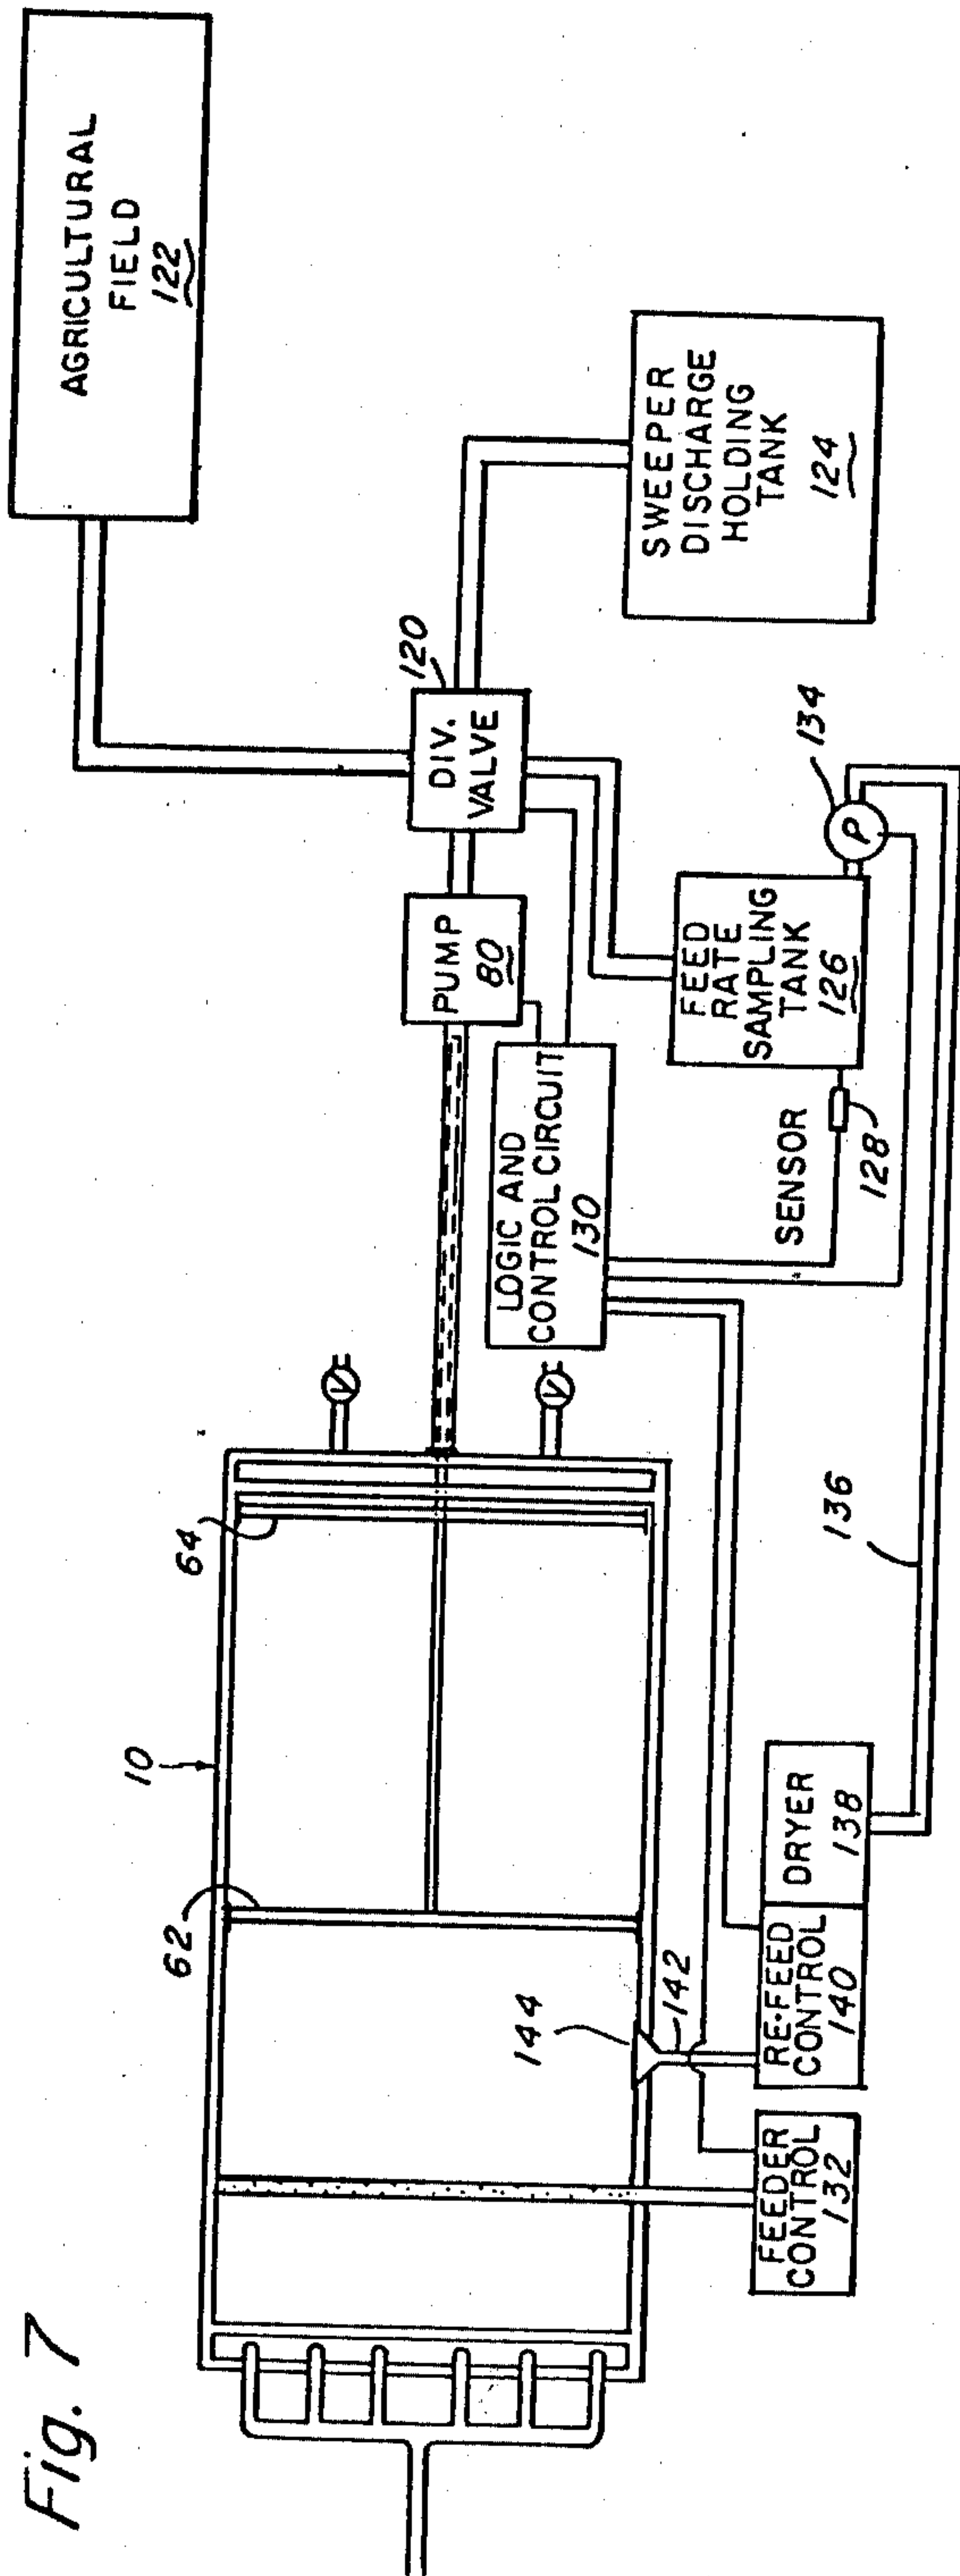 Fig. 7
AGRICULTURAL
FIELD
122
SWEEPER
DISCHARGE
HOLDING
TANK
124
120
DIV.
VALVE
PUMP
80
134
P
FEED
RATE
SAMPLING
TANK
126
LOGIC AND
CONTROL CIRCUIT
130
SENSOR
128
V
V
64
10
62
136
144
142
DRYER
138
RE-FEED
CONTROL
140
FEEDER
CONTROL
132